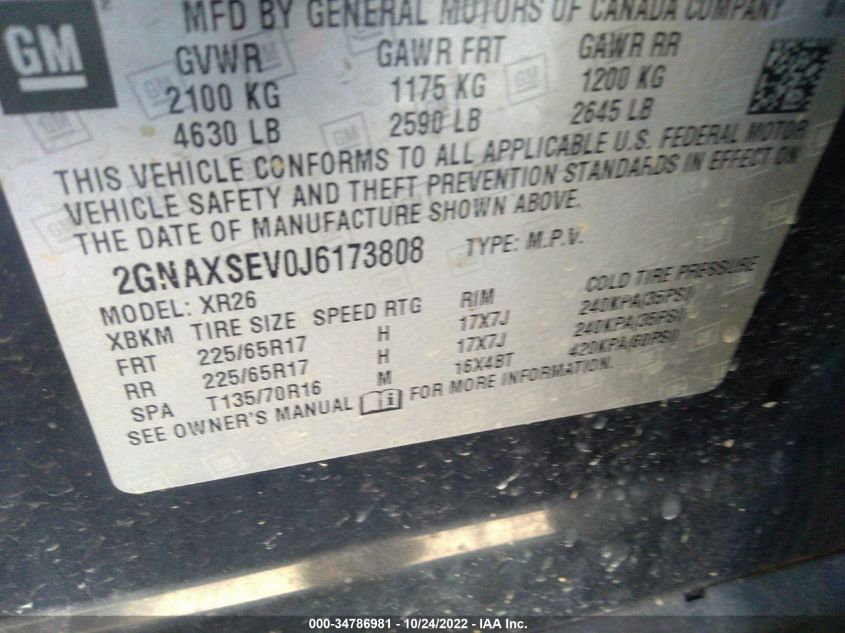 MFD BY GENERAL MOTORS OF CANADA COMPANY
GM
GVWR GAWR FRT GAWR RR
2100 KG 1175 KG 1200 KG
4630 LB 2590 LB 2645 LB
THIS VEHICLE CONFORMS TO ALL APPLICABLE U.S. FEDERAL MOTOR
VEHICLE SAFETY AND THEFT PREVENTION STANDARDS IN EFFECT ON
THE DATE OF MANUFACTURE SHOWN ABOVE.
2GNAXSEV0J6173808 TYPE: M.P.V.
MODEL: XR26
XBKM TIRE SIZE SPEED RTG RIM COLD TIRE PRESSURE
FRT 225/65R17 H 17X7J 240KPA(35PSI)
RR 225/65R17 H 17X7J 240KPA(35PSI)
SPA T135/70R16 M 16X4BT 420KPA(60PSI)
SEE OWNER'S MANUAL FOR MORE INFORMATION.
000-34786981 - 10/24/2022 - IAA Inc.